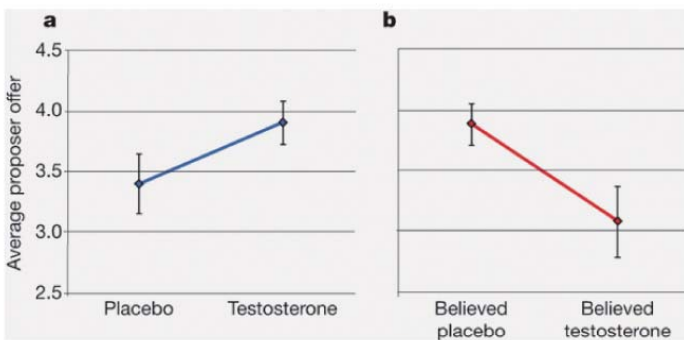 a
b
Average proposer offer
4.5
4.0
3.5
3.0
2.5
Placebo
Testosterone
Believed
placebo
Believed
testosterone